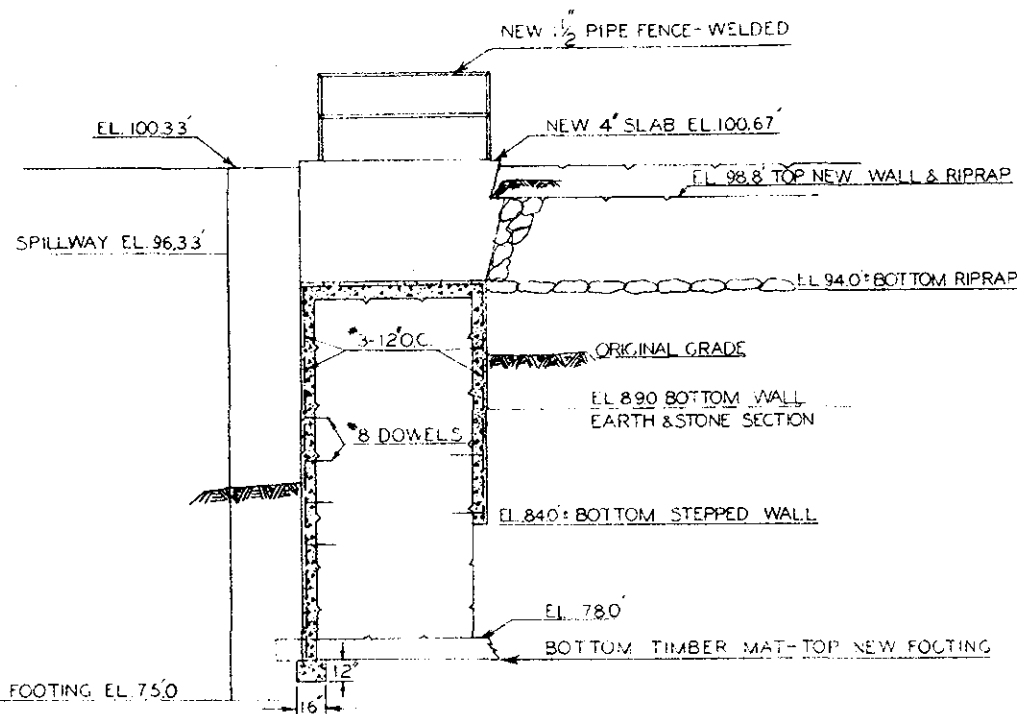 NEW 1½" PIPE FENCE-WELDED
EL. 100.33'
NEW 4" SLAB EL. 100.67'
EL. 98.8' TOP NEW WALL & RIPRAP
SPILLWAY EL. 96.33'
EL. 94.0'± BOTTOM RIPRAP
#3-12"O.C.
ORIGINAL GRADE
EL 89.0 BOTTOM WALL
EARTH & STONE SECTION
#8 DOWELS
EL. 84.0'± BOTTOM STEPPED WALL
EL. 78.0'
BOTTOM TIMBER MAT-TOP NEW FOOTING
12"
FOOTING EL. 75.0
16"